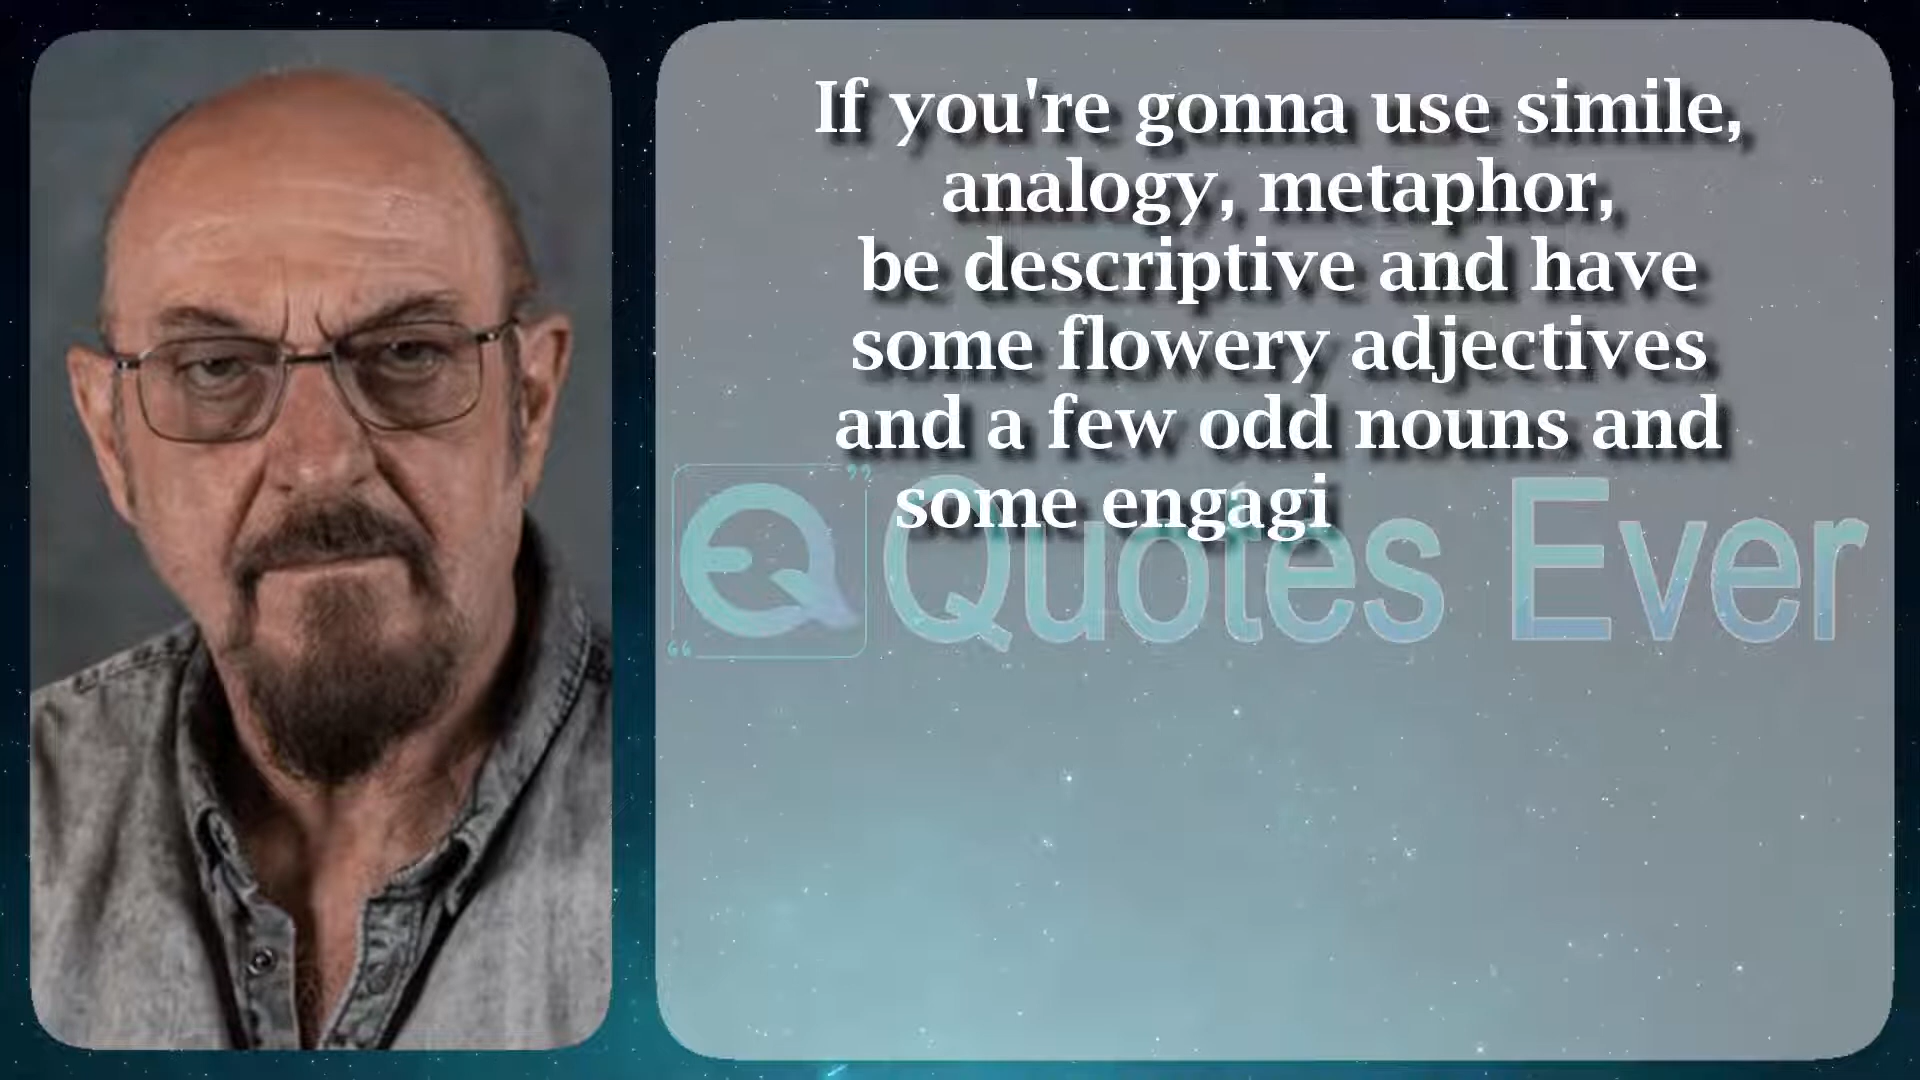 If you're gonna use simile,
analogy, metaphor,
be descriptive and have
some flowery adjectives
and a few odd nouns and
some engagi
EQ Quotes Ever